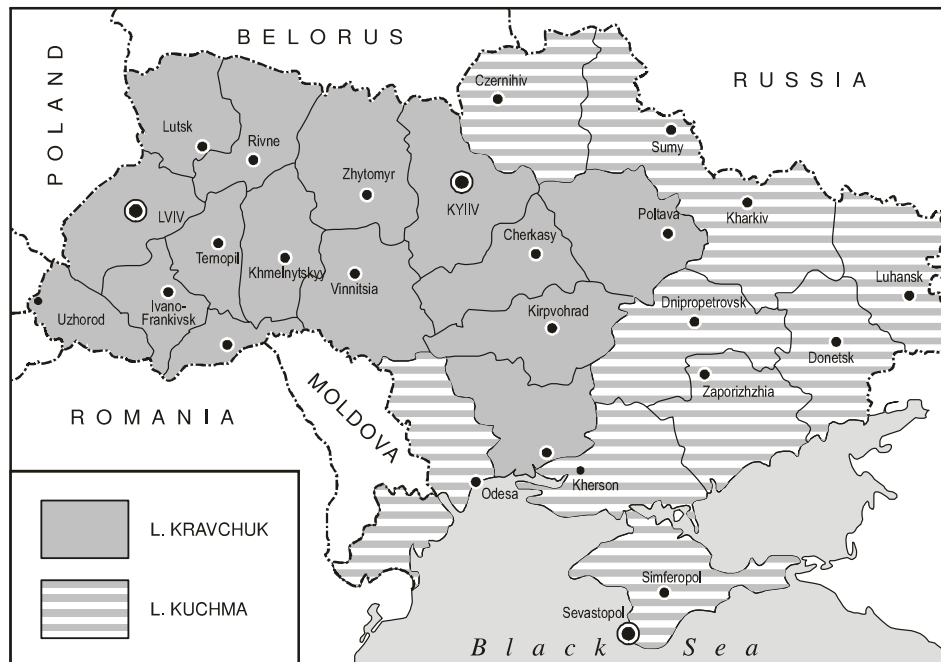 BELORUS
POLAND
RUSSIA
Czernihiv
Sumy
Lutsk
Rivne
Zhytomyr
KYIIV
LVIV
Ternopil
Khmelnytskyy
Vinnitsia
Cherkasy
Poltava
Kharkiv
Luhansk
Uzhorod
Ivano-
Frankivsk
Kirpvohrad
Dnipropetrovsk
Donetsk
Zaporizhzhia
ROMANIA
MOLDOVA
Odesa
Kherson
Simferopol
Sevastopol
Black Sea
L. KRAVCHUK
L. KUCHMA